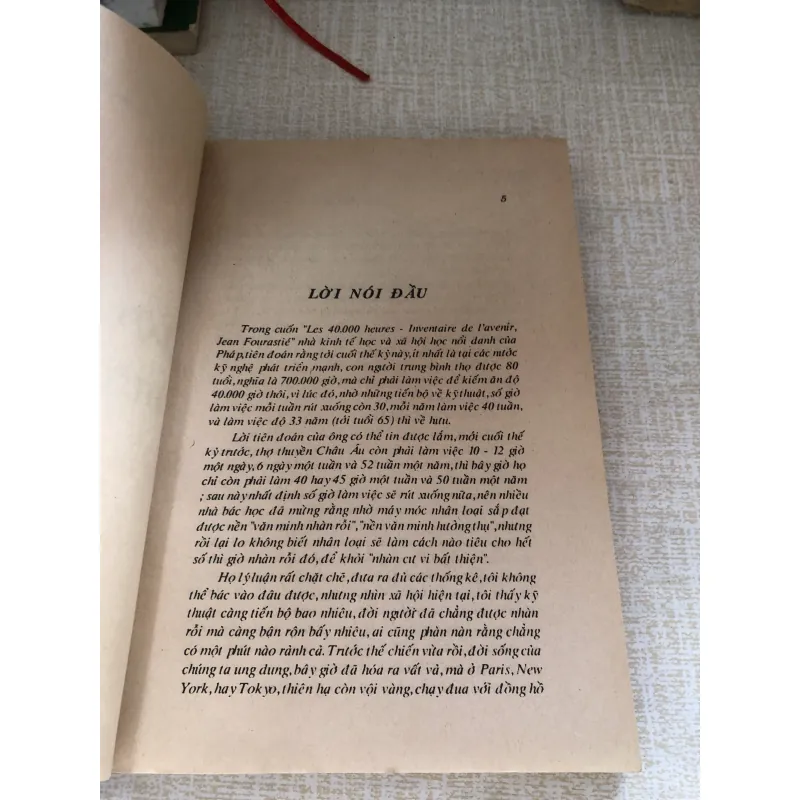 5
LỜI NÓI ĐẦU
Trong cuốn "Les 40.000 heures - Inventaire de l'avenir,
Jean Fourastié" nhà kinh tế học và xã hội học nổi danh của
Pháp, tiên đoán rằng tới cuối thế kỷ này, ít nhất là tại các nước
kỹ nghệ phát triển mạnh, con người trung bình thọ được 80
tuổi, nghĩa là 700.000 giờ, mà chỉ phải làm việc để kiếm ăn độ
40.000 giờ thôi, vì lúc đó, nhờ những tiến bộ về kỹ thuật, số giờ
làm việc mỗi tuần rút xuống còn 30, mỗi năm làm việc 40 tuần,
và làm việc độ 33 năm (tới tuổi 65) thì về hưu.
Lời tiên đoán của ông có thể tin được lắm, mới cuối thế
kỷ trước, thợ thuyền Châu Âu còn phải làm việc 10 - 12 giờ
một ngày, 6 ngày một tuần và 52 tuần một năm, thì bây giờ họ
chỉ còn phải làm 40 hay 45 giờ một tuần và 50 tuần một năm
; sau này nhất định số giờ làm việc sẽ rút xuống nữa, nên nhiều
nhà bác học đã mừng rằng nhờ máy móc nhân loại sắp đạt
được nền "văn minh nhàn rỗi", "nền văn minh hưởng thụ", nhưng
rồi lại lo không biết nhân loại sẽ làm cách nào tiêu cho hết
số thì giờ nhàn rỗi đó, để khỏi "nhàn cư vi bất thiện".
Họ lý luận rất chặt chẽ, đưa ra đủ các thống kê, tôi không
thể bác vào đâu được, nhưng nhìn xã hội hiện tại, tôi thấy kỹ
thuật càng tiến bộ bao nhiêu, đời người đã chẳng được nhàn
rỗi mà càng bận rộn bấy nhiêu, ai cũng phàn nàn rằng chẳng
có một phút nào rảnh cả. Trước thế chiến vừa rồi, đời sống của
chúng ta ung dung, bây giờ đã hóa ra vất vả, mà ở Paris, New
York, hay Tokyo, thiên hạ còn vội vàng, chạy đua với đồng hồ